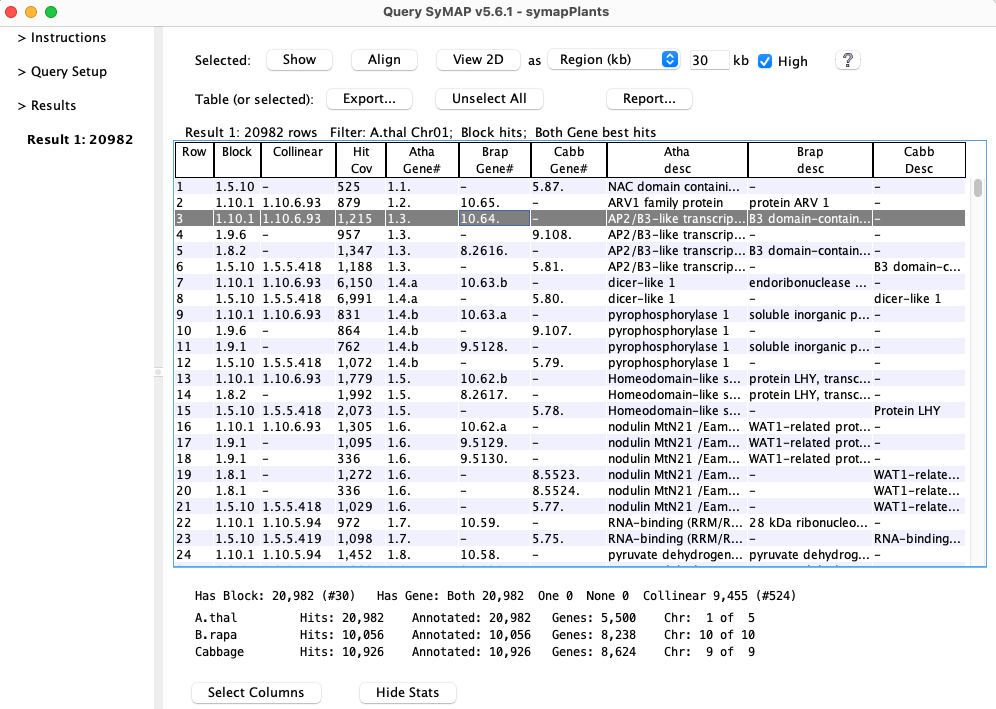 Query SyMAP v5.6.1 - symapPlants
> Instructions
> Query Setup
> Results
Result 1: 20982
Selected: Show Align View 2D as Region (kb) 30 kb High ?
Table (or selected): Export... Unselect All Report...
Result 1: 20982 rows Filter: A.thal Chr01; Block hits; Both Gene best hits
Row Block Collinear Hit Cov Atha Gene# Brap Gene# Cabb Gene# Atha desc Brap desc Cabb Desc
1 1.5.10 – 525 1.1. – 5.87. NAC domain containi... – –
2 1.10.1 1.10.6.93 879 1.2. 10.65. – ARV1 family protein protein ARV 1 –
3 1.10.1 1.10.6.93 1,215 1.3. 10.64. – AP2/B3-like transcrip... B3 domain-contain... –
4 1.9.6 – 957 1.3. – 9.108. AP2/B3-like transcrip... – –
5 1.8.2 – 1,347 1.3. 8.2616. – AP2/B3-like transcrip... B3 domain-contain... –
6 1.5.10 1.5.5.418 1,188 1.3. – 5.81. AP2/B3-like transcrip... – B3 domain-c...
7 1.10.1 1.10.6.93 6,150 1.4.a 10.63.b – dicer-like 1 endoribonuclease ... –
8 1.5.10 1.5.5.418 6,991 1.4.a – 5.80. dicer-like 1 – dicer-like 1
9 1.10.1 1.10.6.93 831 1.4.b 10.63.a – pyrophosphorylase 1 soluble inorganic p... –
10 1.9.6 – 864 1.4.b – 9.107. pyrophosphorylase 1 – –
11 1.9.1 – 762 1.4.b 9.5128. – pyrophosphorylase 1 soluble inorganic p... –
12 1.5.10 1.5.5.418 1,072 1.4.b – 5.79. pyrophosphorylase 1 – –
13 1.10.1 1.10.6.93 1,779 1.5. 10.62.b – Homeodomain-like s... protein LHY, transc... –
14 1.8.2 – 1,992 1.5. 8.2617. – Homeodomain-like s... protein LHY, transc... –
15 1.5.10 1.5.5.418 2,073 1.5. – 5.78. Homeodomain-like s... – Protein LHY
16 1.10.1 1.10.6.93 1,305 1.6. 10.62.a – nodulin MtN21 /Eam... WAT1-related prot... –
17 1.9.1 – 1,095 1.6. 9.5129. – nodulin MtN21 /Eam... WAT1-related prot... –
18 1.9.1 – 336 1.6. 9.5130. – nodulin MtN21 /Eam... WAT1-related prot... –
19 1.8.1 – 1,272 1.6. – 8.5523. nodulin MtN21 /Eam... – WAT1-relate...
20 1.8.1 – 336 1.6. – 8.5524. nodulin MtN21 /Eam... – WAT1-relate...
21 1.5.10 1.5.5.418 1,029 1.6. – 5.77. nodulin MtN21 /Eam... – WAT1-relate...
22 1.10.1 1.10.5.94 972 1.7. 10.59. – RNA-binding (RRM/R... 28 kDa ribonucleo... –
23 1.5.10 1.5.5.419 1,098 1.7. – 5.75. RNA-binding (RRM/R... – RNA-binding...
24 1.10.1 1.10.5.94 1,452 1.8. 10.58. – pyruvate dehydrogen... pyruvate dehydrog... –
Has Block: 20,982 (#30) Has Gene: Both 20,982 One 0 None 0 Collinear 9,455 (#524)
A.thal Hits: 20,982 Annotated: 20,982 Genes: 5,500 Chr: 1 of 5
B.rapa Hits: 10,056 Annotated: 10,056 Genes: 8,238 Chr: 10 of 10
Cabbage Hits: 10,926 Annotated: 10,926 Genes: 8,624 Chr: 9 of 9
Select Columns Hide Stats